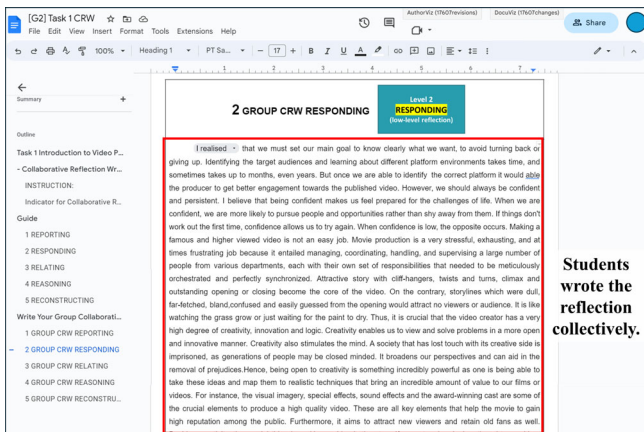 [G2] Task 1 CRW
AuthorViz (17607revisions)
DocuViz (17607changes)
File Edit View Insert Format Tools Extensions Help
Share
100% Heading 1 PT Sa... 17 B I U A
Summary
Outline
Task 1 Introduction to Video P...
- Collaborative Reflection Wr...
INSTRUCTION:
Indicator for Collaborative R...
Guide
1 REPORTING
2 RESPONDING
3 RELATING
4 REASONING
5 RECONSTRUCTING
Write Your Group Collaborati...
1 GROUP CRW REPORTING
2 GROUP CRW RESPONDING
3 GROUP CRW RELATING
4 GROUP CRW REASONING
5 GROUP CRW RECONSTRU...
1 2 3 4 5 6 7
2 GROUP CRW RESPONDING
Level 2
RESPONDING
(low-level reflection)
I realised that we must set our main goal to know clearly what we want, to avoid turning back or
giving up. Identifying the target audiences and learning about different platform environments takes time, and
sometimes takes up to months, even years. But once we are able to identify the correct platform it would able
the producer to get better engagement towards the published video. However, we should always be confident
and persistent. I believe that being confident makes us feel prepared for the challenges of life. When we are
confident, we are more likely to pursue people and opportunities rather than shy away from them. If things don't
work out the first time, confidence allows us to try again. When confidence is low, the opposite occurs. Making a
famous and higher viewed video is not an easy job. Movie production is a very stressful, exhausting, and at
times frustrating job because it entailed managing, coordinating, handling, and supervising a large number of
people from various departments, each with their own set of responsibilities that needed to be meticulously
orchestrated and perfectly synchronized. Attractive story with cliff-hangers, twists and turns, climax and
outstanding opening or closing become the core of the video. On the contrary, storylines which were dull,
far-fetched, bland,confused and easily guessed from the opening would attract no viewers or audience. It is like
watching the grass grow or just waiting for the paint to dry. Thus, it is crucial that the video creator has a very
high degree of creativity, innovation and logic. Creativity enables us to view and solve problems in a more open
and innovative manner. Creativity also stimulates the mind. A society that has lost touch with its creative side is
imprisoned, as generations of people may be closed minded. It broadens our perspectives and can aid in the
removal of prejudices.Hence, being open to creativity is something incredibly powerful as one is being able to
take these ideas and map them to realistic techniques that bring an incredible amount of value to our films or
videos. For instance, the visual imagery, special effects, sound effects and the award-winning cast are some of
the crucial elements to produce a high quality video. These are all key elements that help the movie to gain
high reputation among the public. Furthermore, it aims to attract new viewers and retain old fans as well.
Students
wrote the
reflection
collectively.